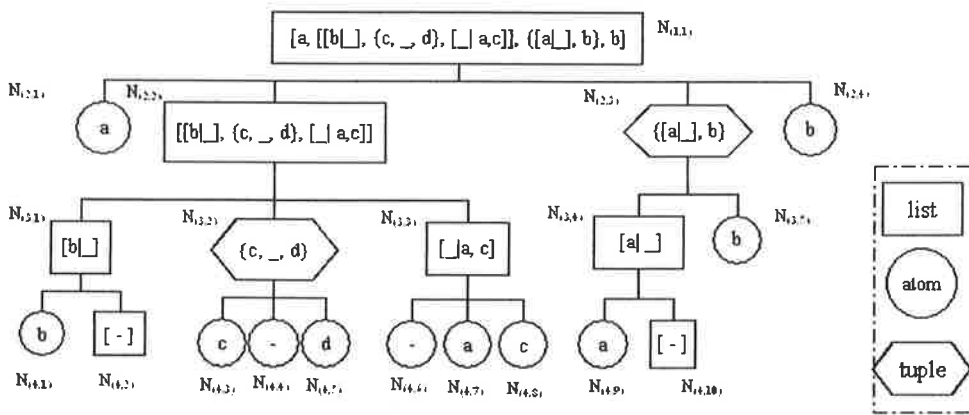 [a, [[b|_], {c, _, d}, [_| a,c]], {[a|_], b}, b]
N(1,1)
N(2,1)
N(2,2)
N(2,3)
N(2,4)
a
[[b|_], {c, _, d}, [_| a,c]]
{[a|_], b}
b
N(3,1)
N(3,2)
N(3,3)
N(3,4)
N(3,5)
[b|_]
{c, _, d}
[_|a, c]
[a|_]
b
b
[ - ]
c
-
d
-
a
c
a
[ - ]
N(4,1)
N(4,2)
N(4,3)
N(4,4)
N(4,5)
N(4,6)
N(4,7)
N(4,8)
N(4,9)
N(4,10)
list
atom
tuple